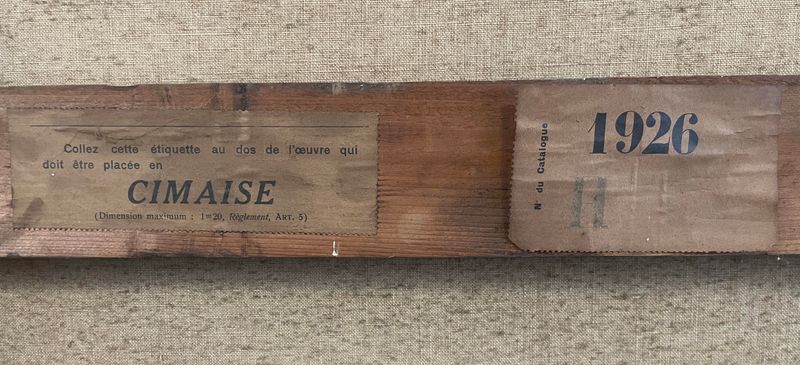 Collez cette étiquette au dos de l'œuvre qui
doit être placée en
CIMAISE
(Dimension maximum : 1m20, Règlement, ART. 5)
N° du Catalogue
1926
11